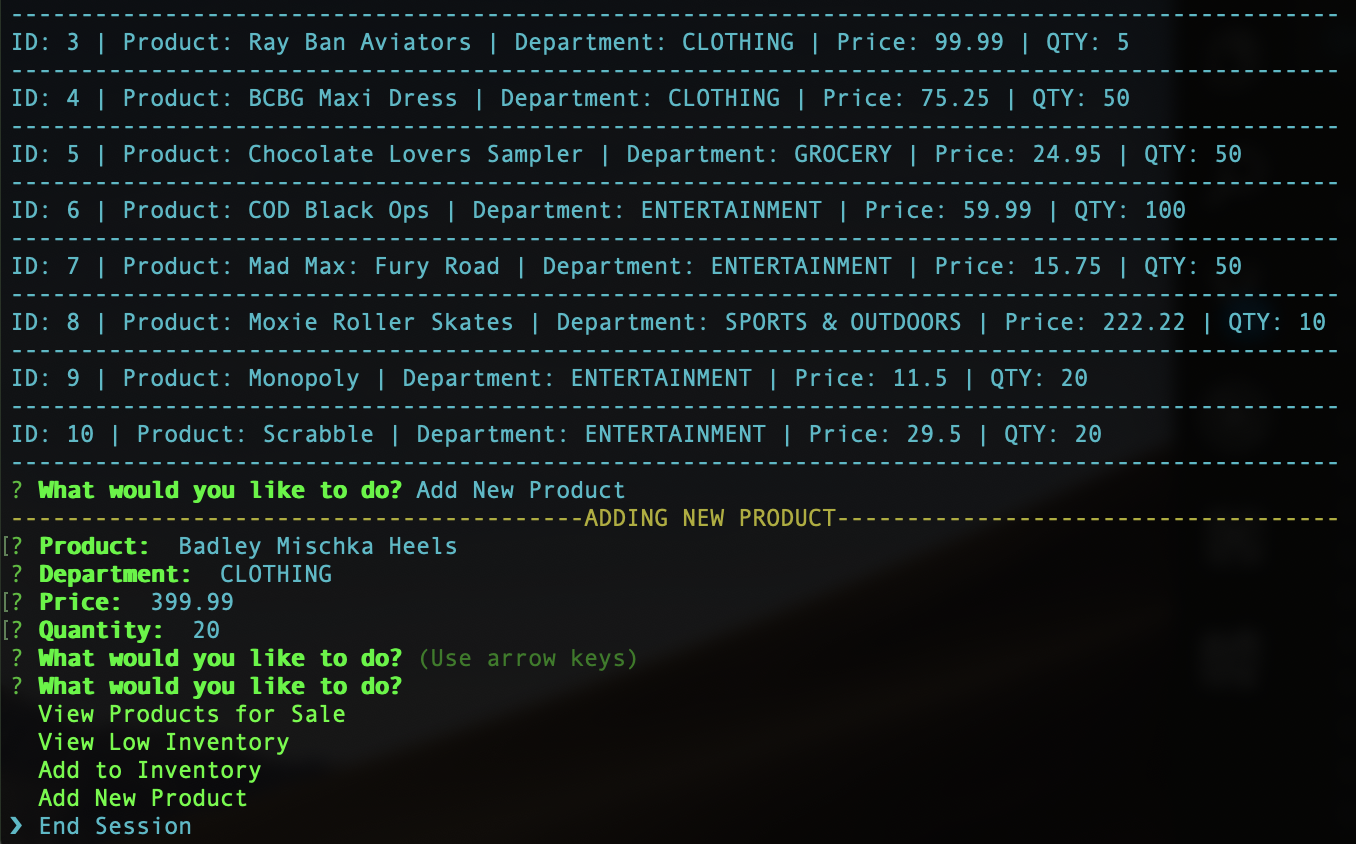 --------------------------------------------------------------------------------
ID: 3 | Product: Ray Ban Aviators | Department: CLOTHING | Price: 99.99 | QTY: 5
--------------------------------------------------------------------------------
ID: 4 | Product: BCBG Maxi Dress | Department: CLOTHING | Price: 75.25 | QTY: 50
--------------------------------------------------------------------------------
ID: 5 | Product: Chocolate Lovers Sampler | Department: GROCERY | Price: 24.95 | QTY: 50
--------------------------------------------------------------------------------
ID: 6 | Product: COD Black Ops | Department: ENTERTAINMENT | Price: 59.99 | QTY: 100
--------------------------------------------------------------------------------
ID: 7 | Product: Mad Max: Fury Road | Department: ENTERTAINMENT | Price: 15.75 | QTY: 50
--------------------------------------------------------------------------------
ID: 8 | Product: Moxie Roller Skates | Department: SPORTS & OUTDOORS | Price: 222.22 | QTY: 10
--------------------------------------------------------------------------------
ID: 9 | Product: Monopoly | Department: ENTERTAINMENT | Price: 11.5 | QTY: 20
--------------------------------------------------------------------------------
ID: 10 | Product: Scrabble | Department: ENTERTAINMENT | Price: 29.5 | QTY: 20
--------------------------------------------------------------------------------
? What would you like to do? Add New Product
-----------------------------------------ADDING NEW PRODUCT------------------------------------
[? Product:  Badley Mischka Heels
? Department:  CLOTHING
[? Price:  399.99
[? Quantity:  20
? What would you like to do? (Use arrow keys)
? What would you like to do?
View Products for Sale
View Low Inventory
Add to Inventory
Add New Product
❯ End Session